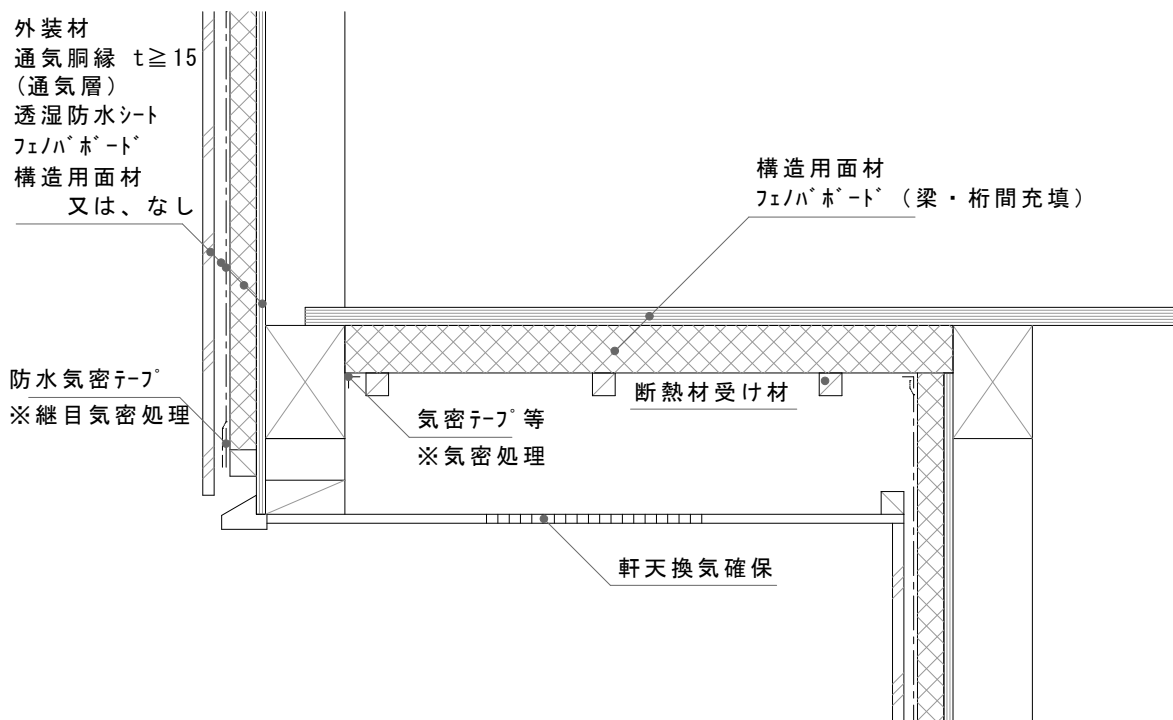 外装材
通気胴縁 t≧15
(通気層)
透湿防水ｼｰﾄ
ﾌｪﾉﾊﾞﾎﾞｰﾄﾞ
構造用面材
又は、なし
構造用面材
ﾌｪﾉﾊﾞﾎﾞｰﾄﾞ（梁・桁間充填）
防水気密ﾃｰﾌﾟ
※継目気密処理
断熱材受け材
気密ﾃｰﾌﾟ等
※気密処理
軒天換気確保